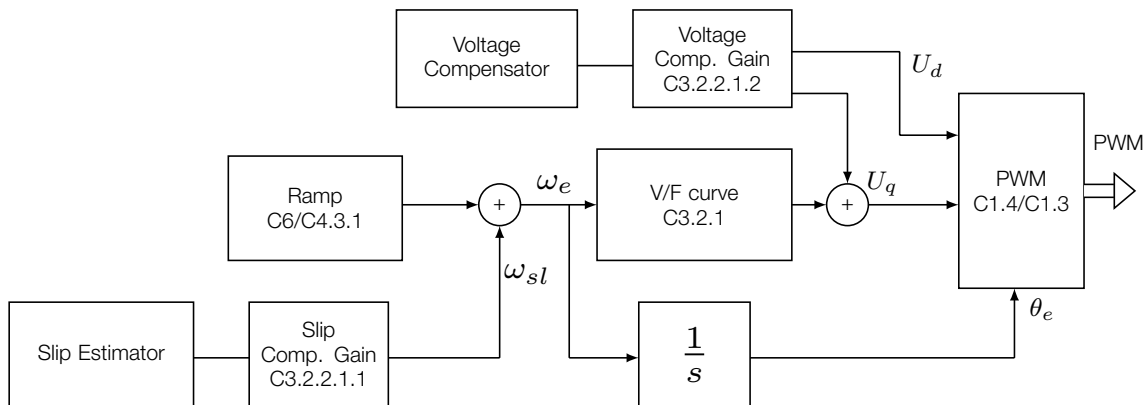 Voltage
Compensator
Voltage
Comp. Gain
C3.2.2.1.2
U_d
PWM
Ramp
C6/C4.3.1
+
ω_e
V/F curve
C3.2.1
+
U_q
PWM
C1.4/C1.3
ω_sl
θ_e
Slip Estimator
Slip
Comp. Gain
C3.2.2.1.1
1
s